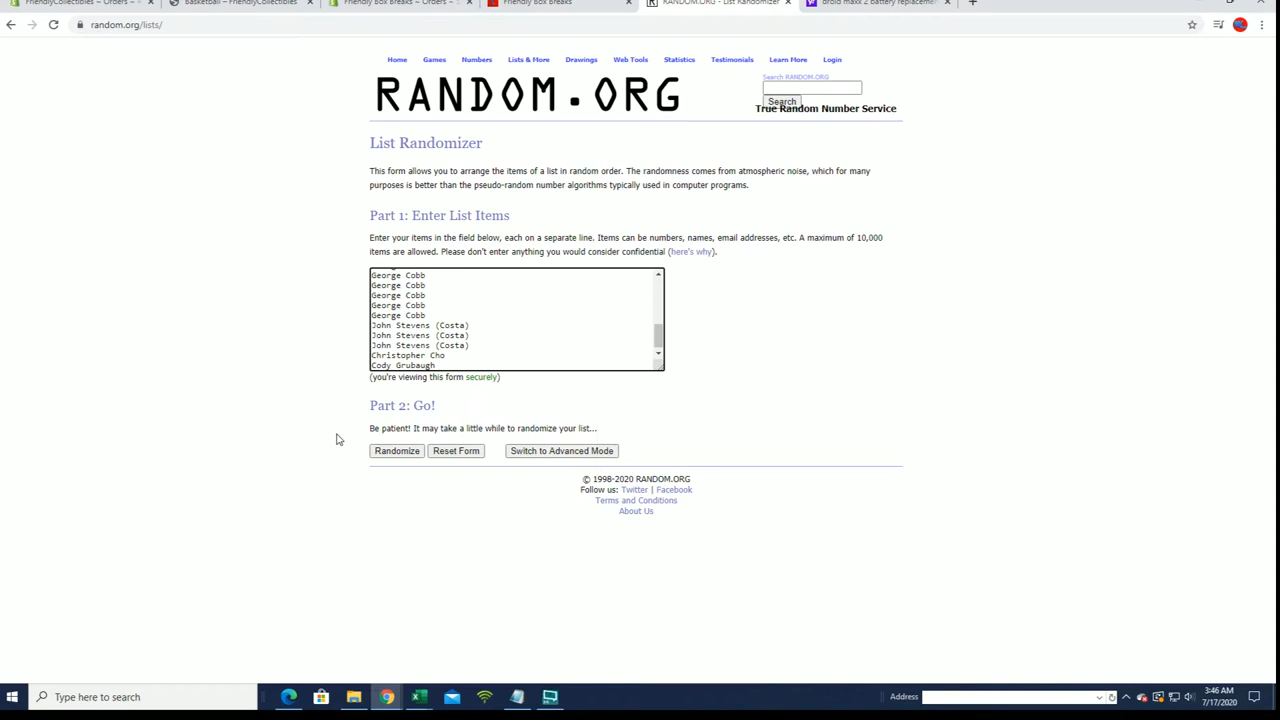 FriendlyCollectibles – Orders –
Basketball – FriendlyCollectibles
Friendly Box Breaks – Orders –
Friendly Box Breaks
RANDOM.ORG - List Randomizer
droid maxx 2 battery replacement
random.org/lists/
Home Games Numbers Lists & More Drawings Web Tools Statistics Testimonials Learn More Login
RANDOM.ORG
Search RANDOM.ORG
Search
True Random Number Service
List Randomizer
This form allows you to arrange the items of a list in random order. The randomness comes from atmospheric noise, which for many
purposes is better than the pseudo-random number algorithms typically used in computer programs.
Part 1: Enter List Items
Enter your items in the field below, each on a separate line. Items can be numbers, names, email addresses, etc. A maximum of 10,000
items are allowed. Please don't enter anything you would consider confidential (here's why).
George Cobb
George Cobb
George Cobb
George Cobb
George Cobb
John Stevens (Costa)
John Stevens (Costa)
John Stevens (Costa)
Christopher Cho
Cody Grubaugh
(you're viewing this form securely)
Part 2: Go!
Be patient! It may take a little while to randomize your list...
Randomize Reset Form Switch to Advanced Mode
© 1998-2020 RANDOM.ORG
Follow us: Twitter | Facebook
Terms and Conditions
About Us
Type here to search
Address
3:46 AM
7/17/2020